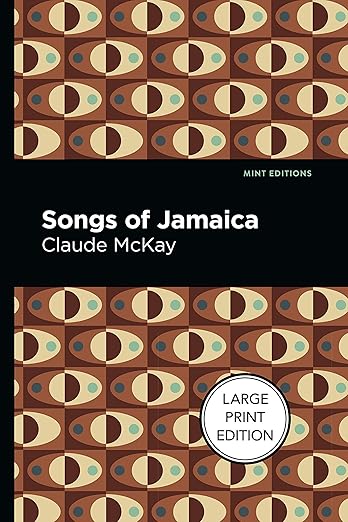 MINT EDITIONS
Songs of Jamaica
Claude McKay
LARGE
PRINT
EDITION